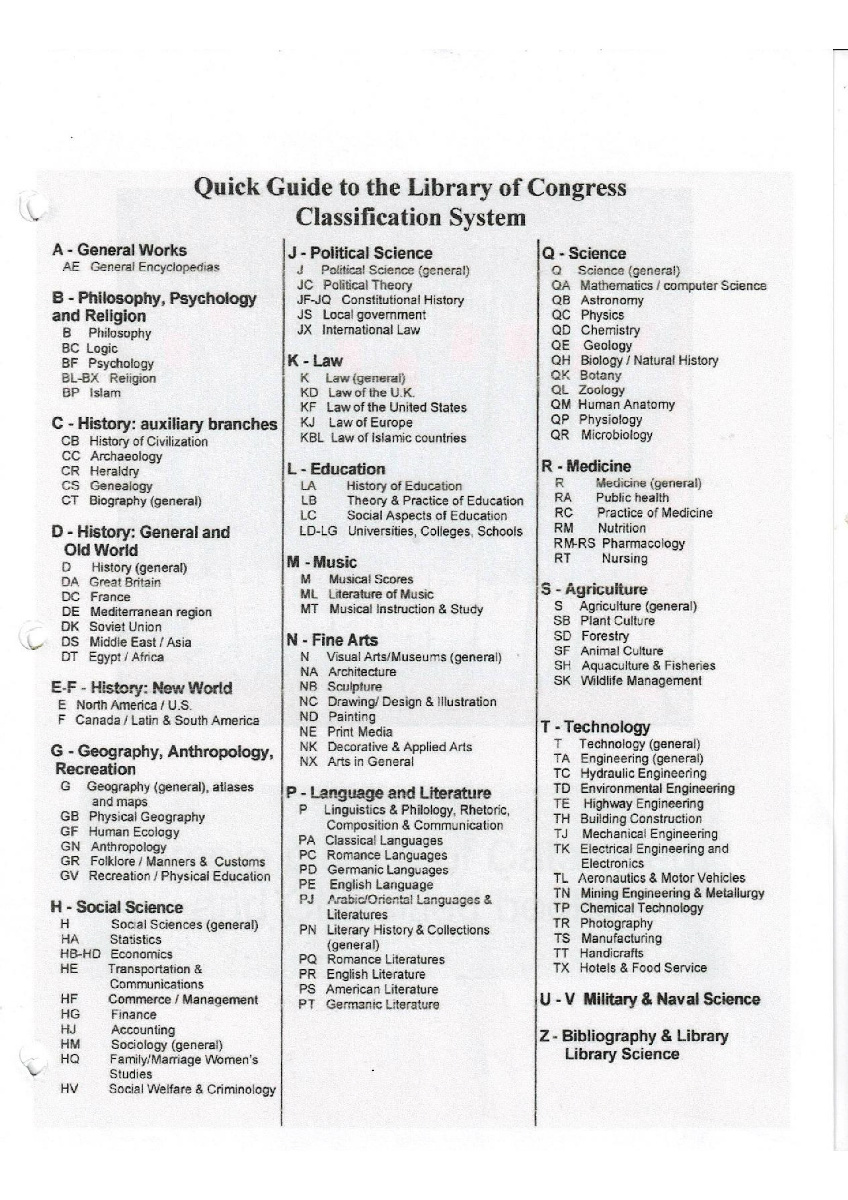 Quick Guide to the Library of Congress
Classification System
A - General Works
AE General Encyclopedias
B - Philosophy, Psychology
and Religion
B Philosophy
BC Logic
BF Psychology
BL-BX Religion
BP Islam
C - History: auxiliary branches
CB History of Civilization
CC Archaeology
CR Heraldry
CS Genealogy
CT Biography (general)
D - History: General and
Old World
D History (general)
DA Great Britain
DC France
DE Mediterranean region
DK Soviet Union
DS Middle East / Asia
DT Egypt / Africa
E-F - History: New World
E North America / U.S.
F Canada / Latin & South America
G - Geography, Anthropology,
Recreation
G Geography (general), atlases
and maps
GB Physical Geography
GF Human Ecology
GN Anthropology
GR Folklore / Manners & Customs
GV Recreation / Physical Education
H - Social Science
H Social Sciences (general)
HA Statistics
HB-HD Economics
HE Transportation &
Communications
HF Commerce / Management
HG Finance
HJ Accounting
HM Sociology (general)
HQ Family/Marriage Women's
Studies
HV Social Welfare & Criminology
J - Political Science
J Political Science (general)
JC Political Theory
JF-JQ Constitutional History
JS Local government
JX International Law
K - Law
K Law (general)
KD Law of the U.K.
KF Law of the United States
KJ Law of Europe
KBL Law of Islamic countries
L - Education
LA History of Education
LB Theory & Practice of Education
LC Social Aspects of Education
LD-LG Universities, Colleges, Schools
M - Music
M Musical Scores
ML Literature of Music
MT Musical Instruction & Study
N - Fine Arts
N Visual Arts/Museums (general)
NA Architecture
NB Sculpture
NC Drawing/ Design & Illustration
ND Painting
NE Print Media
NK Decorative & Applied Arts
NX Arts in General
P - Language and Literature
P Linguistics & Philology, Rhetoric,
Composition & Communication
PA Classical Languages
PC Romance Languages
PD Germanic Languages
PE English Language
PJ Arabic/Oriental Languages &
Literatures
PN Literary History & Collections
(general)
PQ Romance Literatures
PR English Literature
PS American Literature
PT Germanic Literature
Q - Science
Q Science (general)
QA Mathematics / computer Science
QB Astronomy
QC Physics
QD Chemistry
QE Geology
QH Biology / Natural History
QK Botany
QL Zoology
QM Human Anatomy
QP Physiology
QR Microbiology
R - Medicine
R Medicine (general)
RA Public health
RC Practice of Medicine
RM Nutrition
RM-RS Pharmacology
RT Nursing
S - Agriculture
S Agriculture (general)
SB Plant Culture
SD Forestry
SF Animal Culture
SH Aquaculture & Fisheries
SK Wildlife Management
T - Technology
T Technology (general)
TA Engineering (general)
TC Hydraulic Engineering
TD Environmental Engineering
TE Highway Engineering
TH Building Construction
TJ Mechanical Engineering
TK Electrical Engineering and
Electronics
TL Aeronautics & Motor Vehicles
TN Mining Engineering & Metallurgy
TP Chemical Technology
TR Photography
TS Manufacturing
TT Handicrafts
TX Hotels & Food Service
U - V Military & Naval Science
Z - Bibliography & Library
Library Science